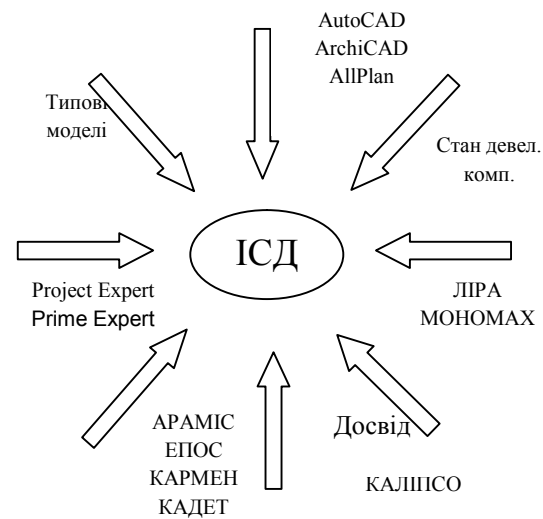 AutoCAD
ArchiCAD
AllPlan
Типові
моделі
Стан девел.
комп.
ІСД
Project Expert
Prime Expert
ЛІРА
МОНОМАХ
АРАМІС
ЕПОС
КАРМЕН
КАДЕТ
Досвід
КАЛІПСО